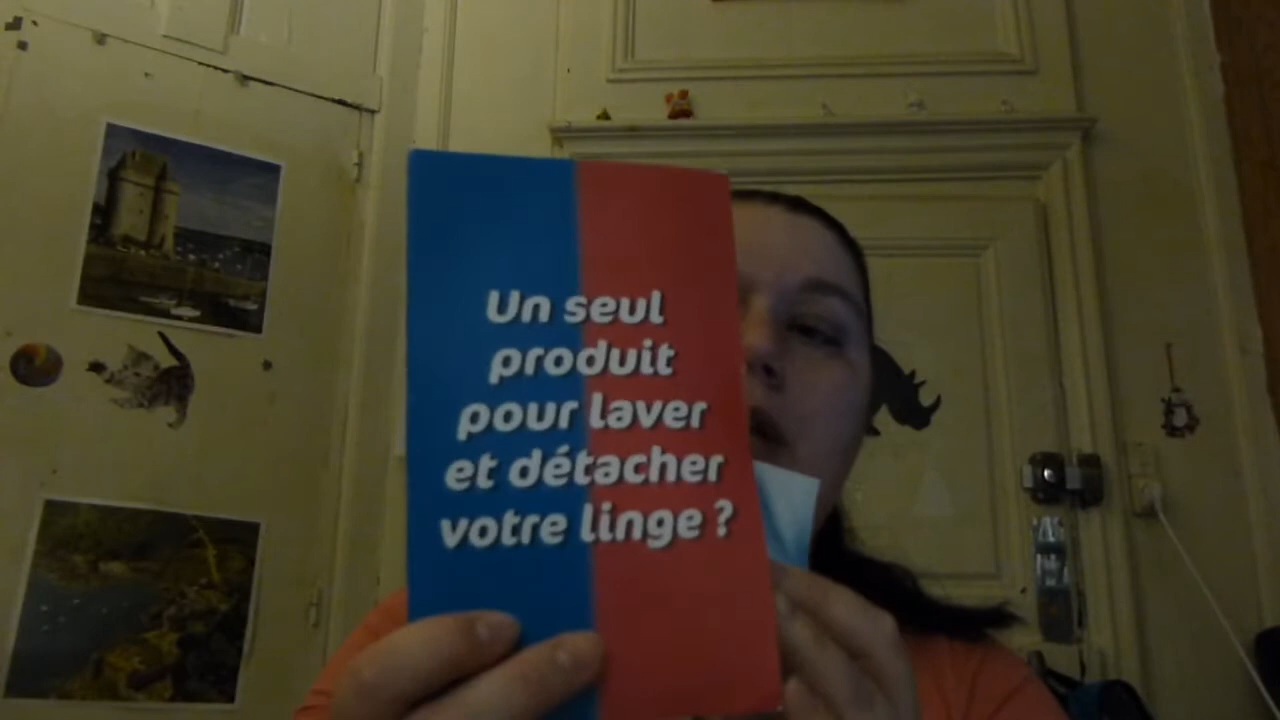 Un seul
produit
pour laver
et détacher
votre linge ?